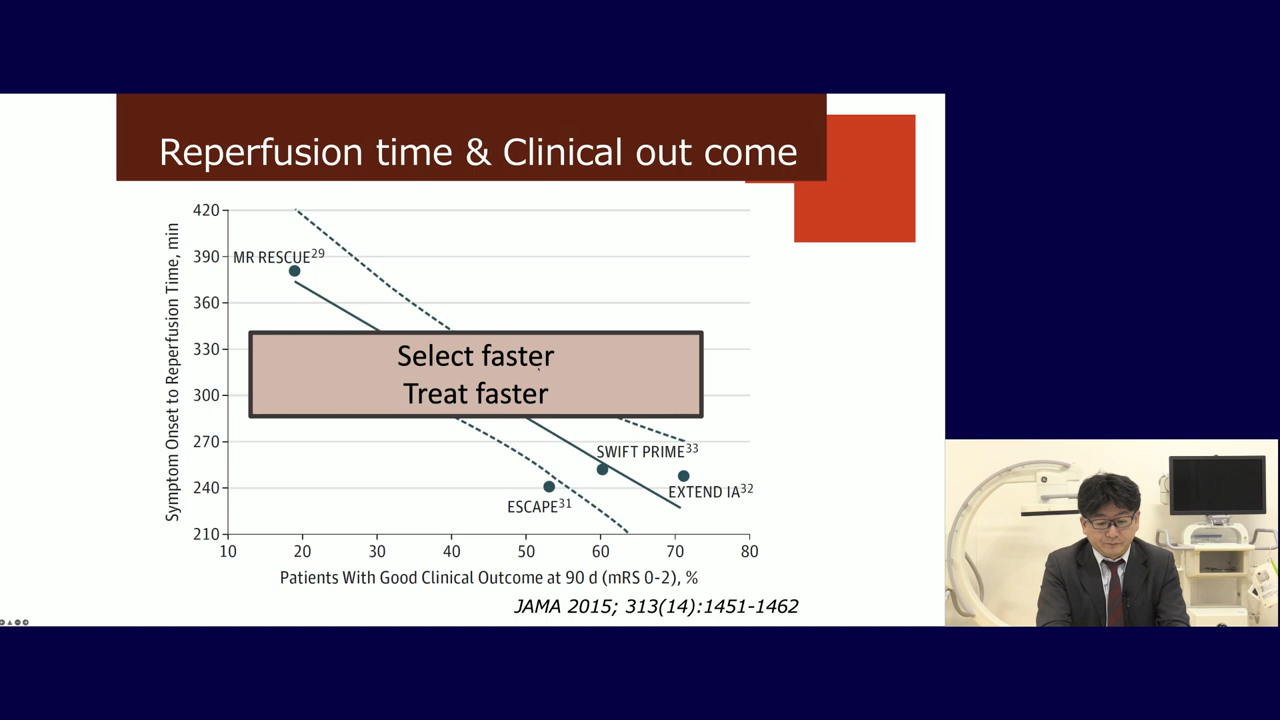 Reperfusion time & Clinical out come
Symptom Onset to Reperfusion Time, min
420
390
360
330
300
270
240
210
MR RESCUE29
Select faster
Treat faster
SWIFT PRIME33
EXTEND IA32
ESCAPE31
10 20 30 40 50 60 70 80
Patients With Good Clinical Outcome at 90 d (mRS 0-2), %
JAMA 2015; 313(14):1451-1462